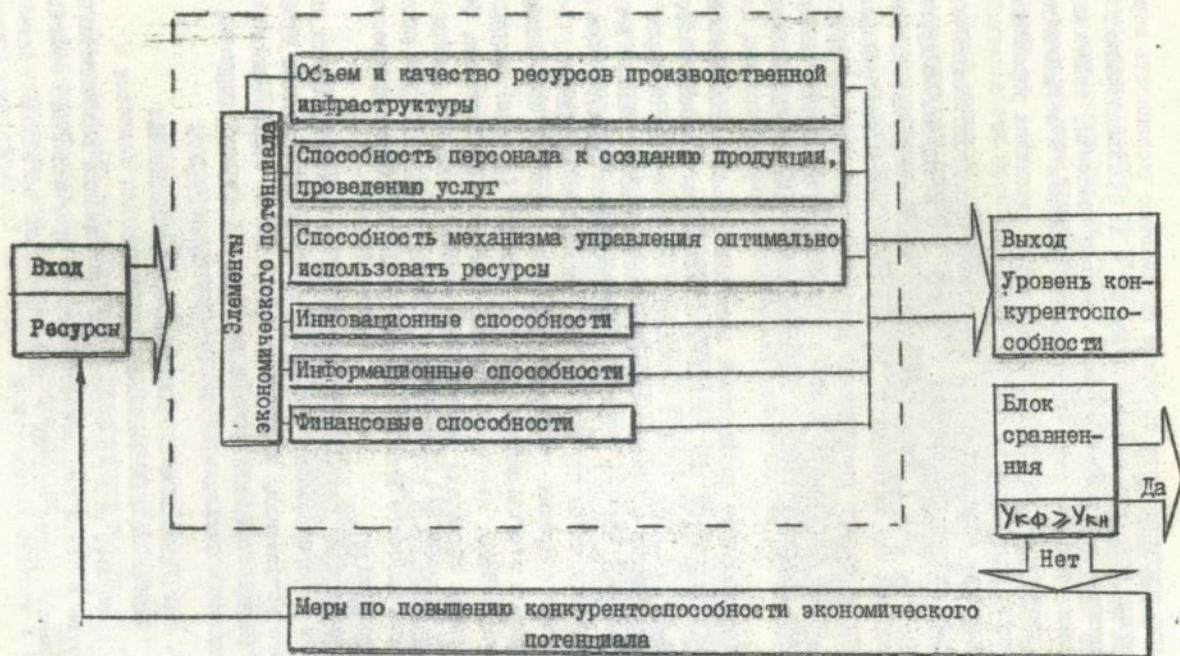 Объем и качество ресурсов производственной
инфраструктуры
Способность персонала к созданию продукции,
проведению услуг
Способность механизма управления оптимально
использовать ресурсы
Инновационные способности
Информационные способности
Финансовые способности
Элементы
экономического потенциала
Вход
Ресурсы
Выход
Уровень кон-
курентоспо-
собности
Блок
сравнен-
ния
Укф ≥ Укн
Да
Нет
Меры по повышению конкурентоспособности экономического
потенциала